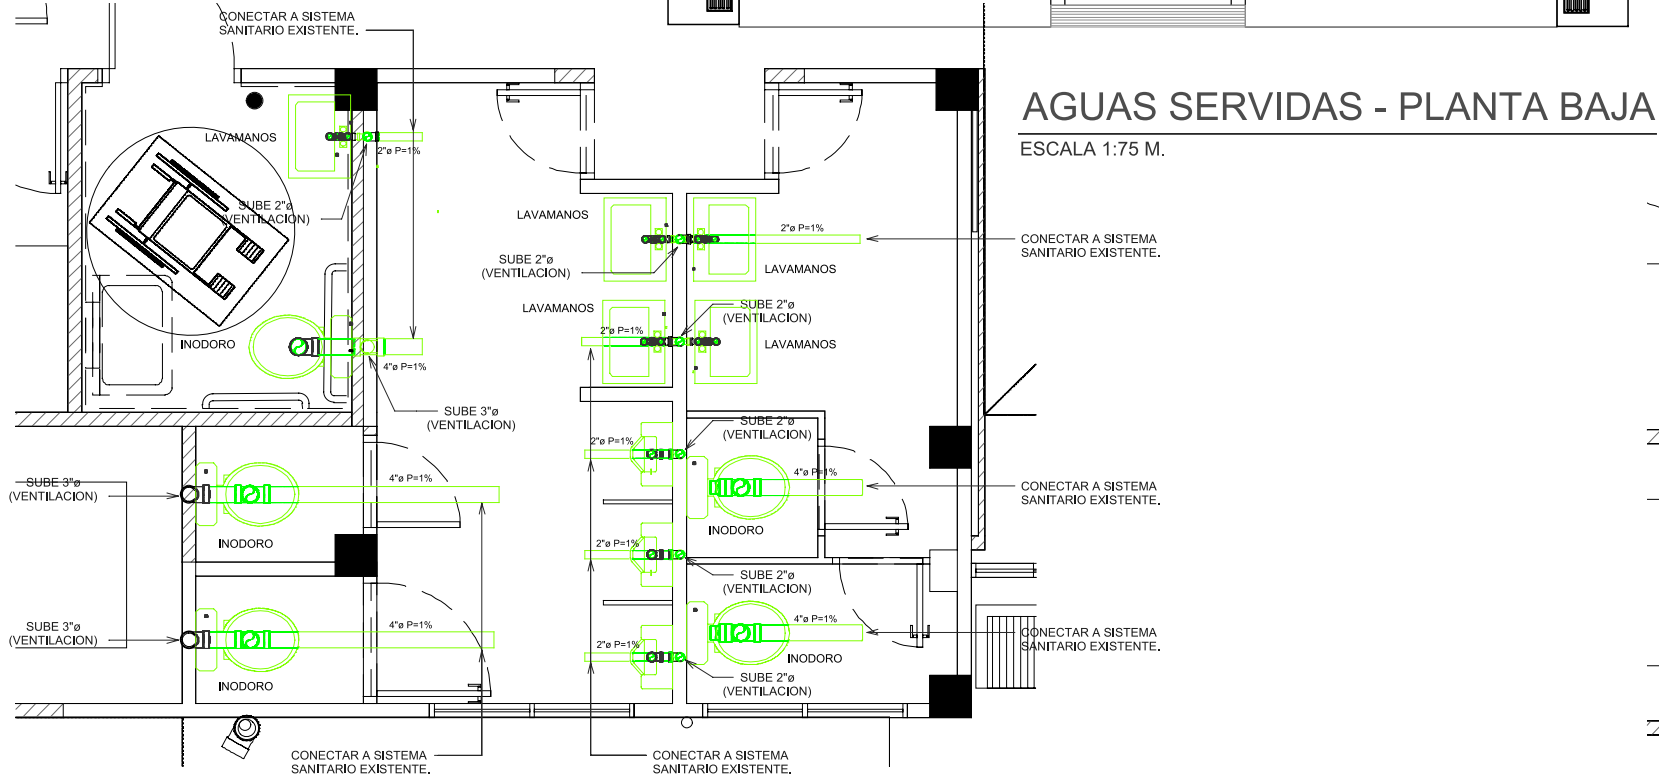 CONECTAR A SISTEMA
SANITARIO EXISTENTE.
AGUAS SERVIDAS - PLANTA BAJA
ESCALA 1:75 M.
LAVAMANOS
2"ø P=1%
SUBE 2"ø
(VENTILACION)
INODORO
4"ø P=1%
SUBE 3"ø
(VENTILACION)
LAVAMANOS
SUBE 2"ø
(VENTILACION)
2"ø P=1%
LAVAMANOS
CONECTAR A SISTEMA
SANITARIO EXISTENTE.
LAVAMANOS
2"ø P=1%
SUBE 2"ø
(VENTILACION)
LAVAMANOS
2"ø P=1%
SUBE 2"ø
(VENTILACION)
4"ø P=1%
INODORO
CONECTAR A SISTEMA
SANITARIO EXISTENTE.
SUBE 3"ø
(VENTILACION)
4"ø P=1%
INODORO
2"ø P=1%
SUBE 2"ø
(VENTILACION)
SUBE 3"ø
(VENTILACION)
4"ø P=1%
INODORO
2"ø P=1%
SUBE 2"ø
(VENTILACION)
4"ø P=1%
INODORO
CONECTAR A SISTEMA
SANITARIO EXISTENTE.
CONECTAR A SISTEMA
SANITARIO EXISTENTE.
CONECTAR A SISTEMA
SANITARIO EXISTENTE.